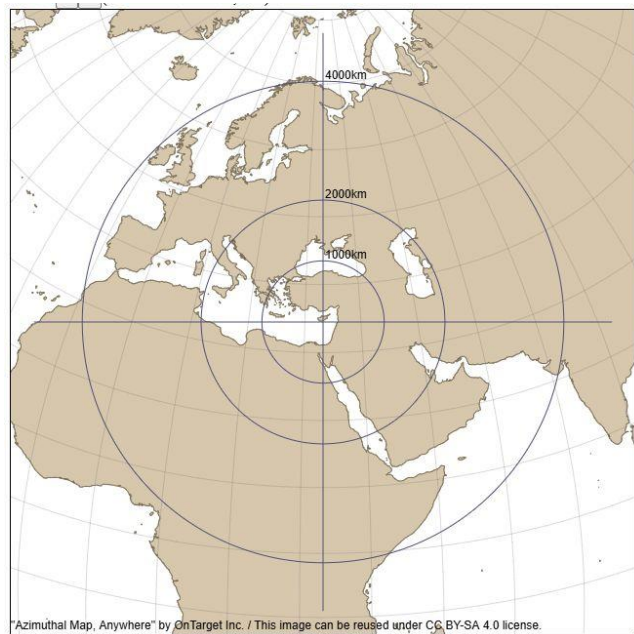 4000km
2000km
1000km
"Azimuthal Map, Anywhere" by OnTarget Inc. / This image can be reused under CC BY-SA 4.0 license.